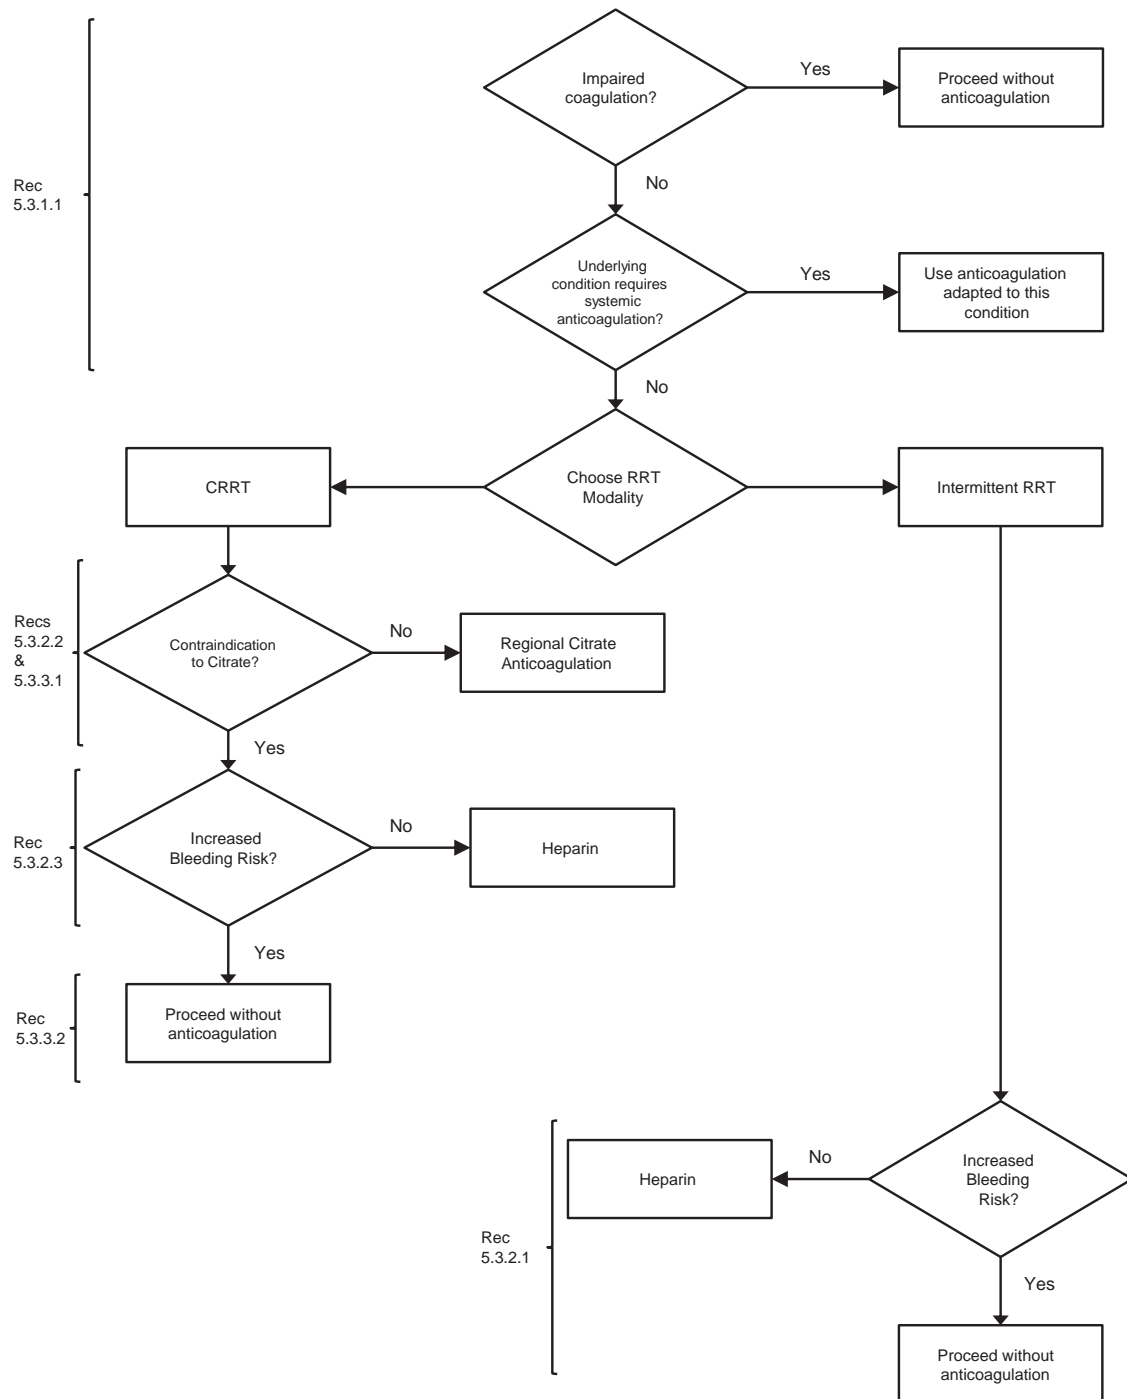 Impaired
coagulation?
Yes
Proceed without
anticoagulation
No
Rec
5.3.1.1
Underlying
condition requires
systemic
anticoagulation?
Yes
Use anticoagulation
adapted to this
condition
No
CRRT
Choose RRT
Modality
Intermittent RRT
Recs
5.3.2.2
&
5.3.3.1
Contraindication
to Citrate?
No
Regional Citrate
Anticoagulation
Yes
Rec
5.3.2.3
Increased
Bleeding Risk?
No
Heparin
Yes
Rec
5.3.3.2
Proceed without
anticoagulation
Rec
5.3.2.1
Heparin
No
Increased
Bleeding
Risk?
Yes
Proceed without
anticoagulation